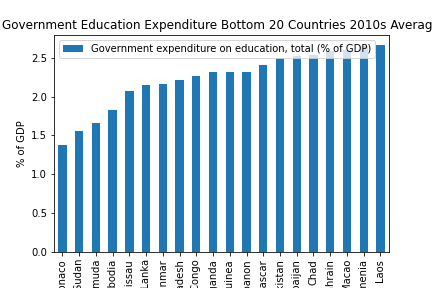 Government Education Expenditure Bottom 20 Countries 2010s Averag
Government expenditure on education, total (% of GDP)
% of GDP
2.5
2.0
1.5
1.0
0.5
0.0
onaco
Sudan
muda
bodia
issau
Lanka
nmar
adesh
Congo
anda
uinea
banon
ascar
kistan
baijan
Chad
hrain
Macao
menia
Laos